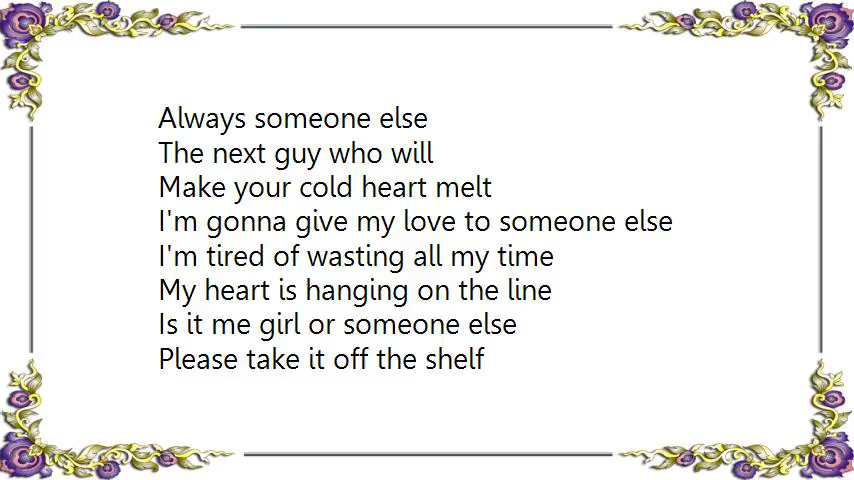 Always someone else
The next guy who will
Make your cold heart melt
I'm gonna give my love to someone else
I'm tired of wasting all my time
My heart is hanging on the line
Is it me girl or someone else
Please take it off the shelf